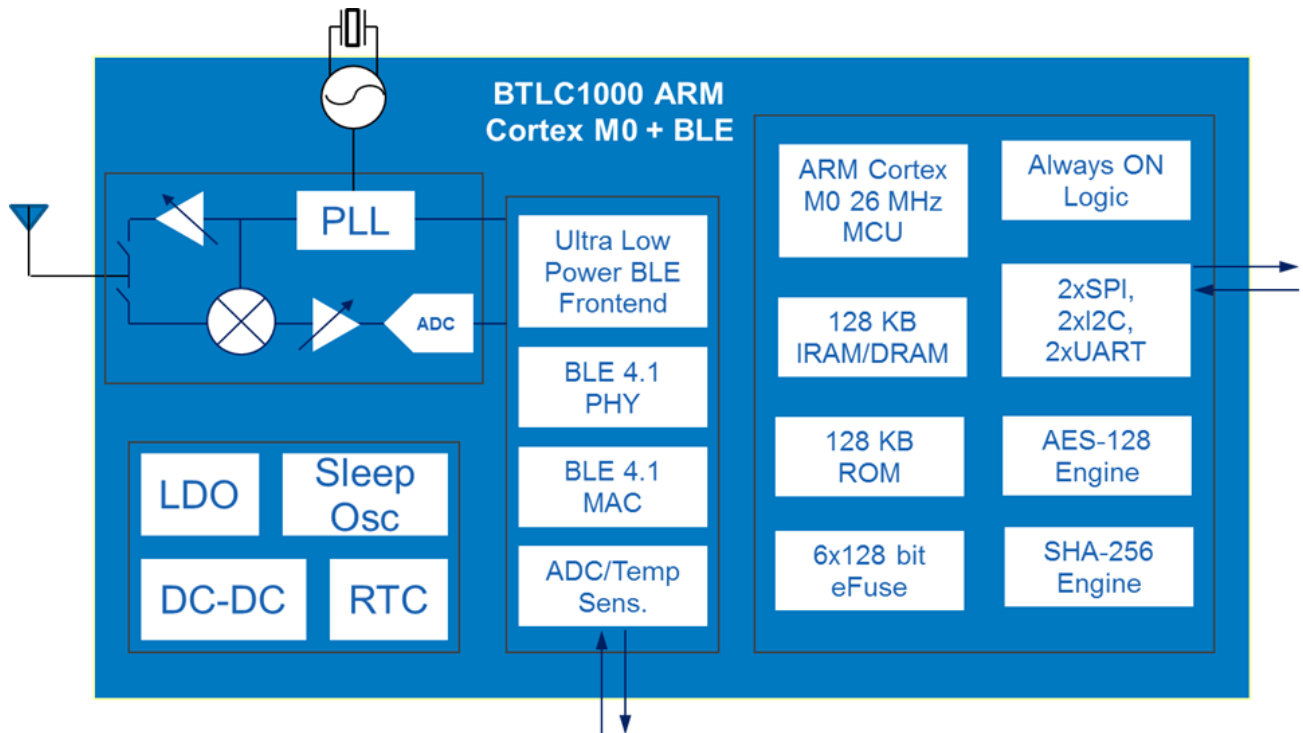 BTLC1000 ARM
Cortex M0 + BLE
PLL
ADC
Ultra Low
Power BLE
Frontend
BLE 4.1
PHY
BLE 4.1
MAC
ADC/Temp
Sens.
LDO
Sleep
Osc
DC-DC
RTC
ARM Cortex
M0 26 MHz
MCU
128 KB
IRAM/DRAM
128 KB
ROM
6x128 bit
eFuse
Always ON
Logic
2xSPI,
2xI2C,
2xUART
AES-128
Engine
SHA-256
Engine